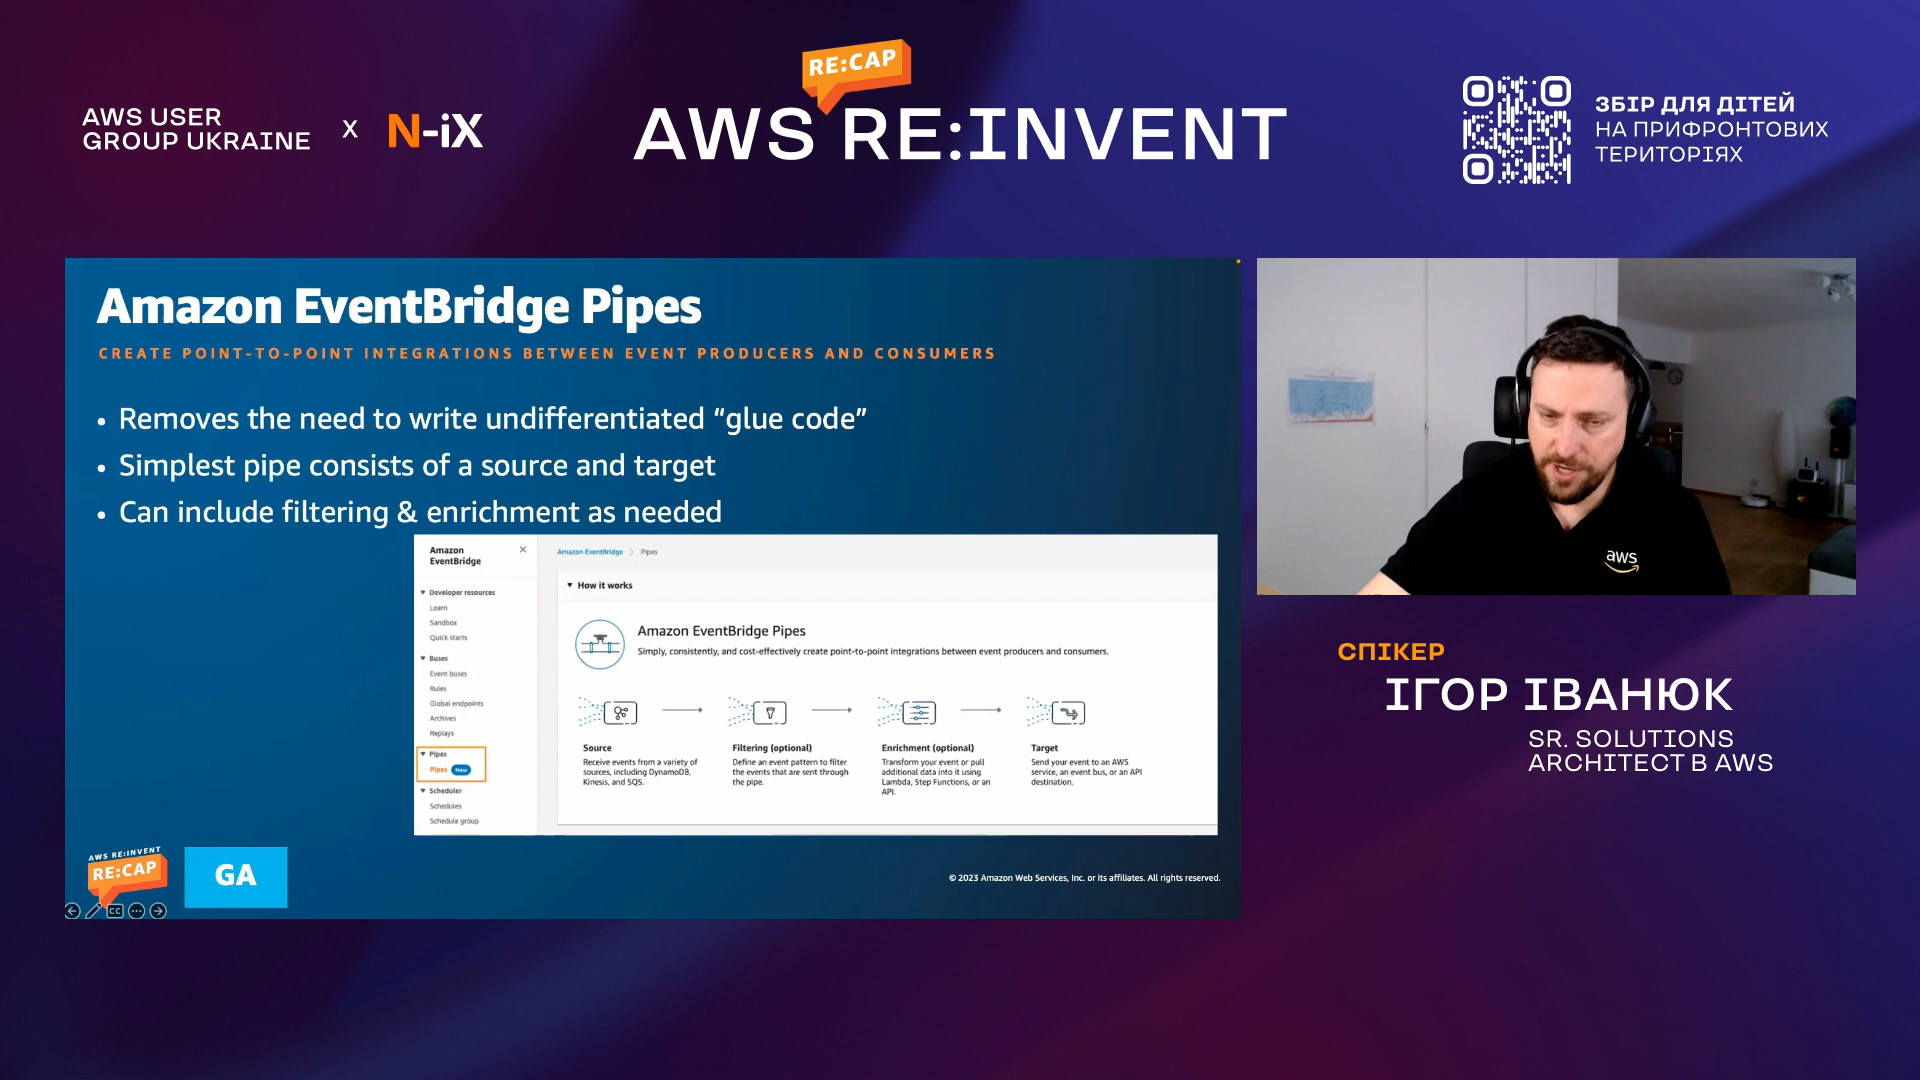 AWS USER
GROUP UKRAINE
X
N-iX
RE:CAP
AWS RE:INVENT
ЗБІР ДЛЯ ДІТЕЙ
НА ПРИФРОНТОВИХ
ТЕРИТОРІЯХ
Amazon EventBridge Pipes
CREATE POINT-TO-POINT INTEGRATIONS BETWEEN EVENT PRODUCERS AND CONSUMERS
• Removes the need to write undifferentiated “glue code”
• Simplest pipe consists of a source and target
• Can include filtering & enrichment as needed
Amazon
EventBridge
Developer resources
Learn
Sandbox
Quick starts
Buses
Event buses
Rules
Global endpoints
Archives
Replays
Pipes
Pipes New
Scheduler
Schedules
Schedule group
Amazon EventBridge > Pipes
How it works
Amazon EventBridge Pipes
Simply, consistently, and cost-effectively create point-to-point integrations between event producers and consumers.
Source
Receive events from a variety of
sources, including DynamoDB,
Kinesis, and SQS.
Filtering (optional)
Define an event pattern to filter
the events that are sent through
the pipe.
Enrichment (optional)
Transform your event or pull
additional data into it using
Lambda, Step Functions, or an
API.
Target
Send your event to an AWS
service, an event bus, or an API
destination.
AWS RE:INVENT
RE:CAP
GA
CC
© 2023 Amazon Web Services, Inc. or its affiliates. All rights reserved.
aws
СПІКЕР
ІГОР ІВАНЮК
SR. SOLUTIONS
ARCHITECT В AWS